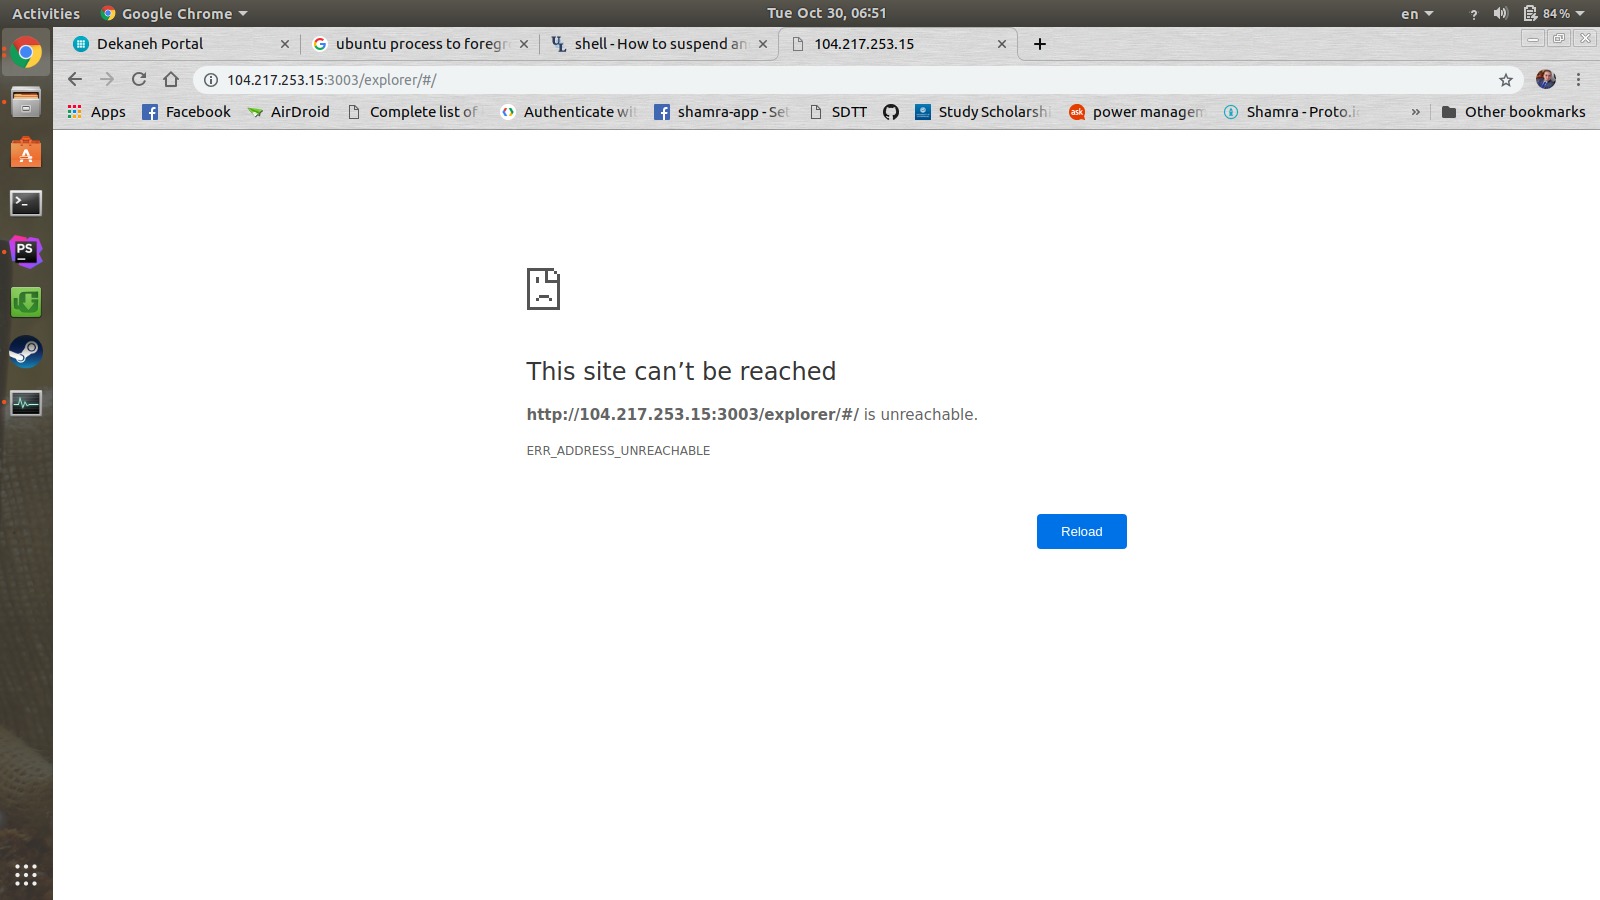 Activities Google Chrome Tue Oct 30, 06:51 en ? 84 %
Dekaneh Portal ubuntu process to foregr shell - How to suspend an 104.217.253.15
104.217.253.15:3003/explorer/#/
Apps Facebook AirDroid Complete list of Authenticate wi shamra-app - Se SDTT Study Scholarsh ask power managem Shamra - Proto.i » Other bookmarks
PS
This site can’t be reached
http://104.217.253.15:3003/explorer/#/ is unreachable.
ERR_ADDRESS_UNREACHABLE
Reload